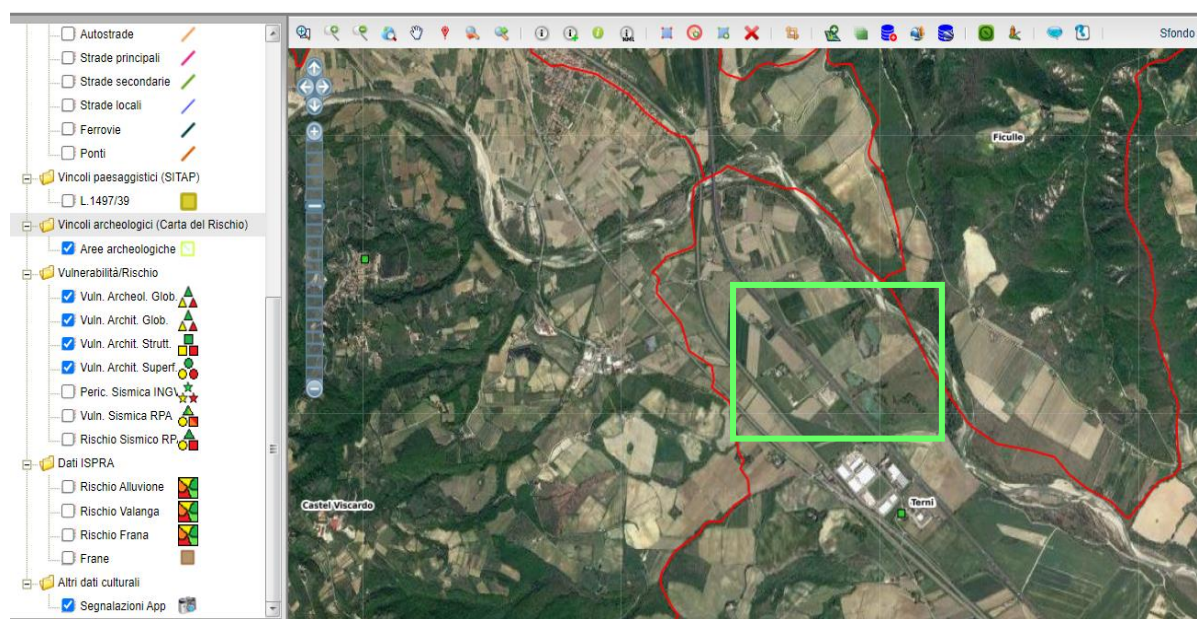 Autostrade
Strade principali
Strade secondarie
Strade locali
Ferrovie
Ponti
Vincoli paesaggistici (SITAP)
L.1497/39
Vincoli archeologici (Carta del Rischio)
Aree archeologiche
Vulnerabilità/Rischio
Vuln. Archeol. Glob.
Vuln. Archit. Glob.
Vuln. Archit. Strutt.
Vuln. Archit. Superf.
Peric. Sismica INGV
Vuln. Sismica RPA
Rischio Sismico RP
Dati ISPRA
Rischio Alluvione
Rischio Valanga
Rischio Frana
Frane
Altri dati culturali
Segnalazioni App
Sfondo
Ficulle
Castel Viscardo
Terni